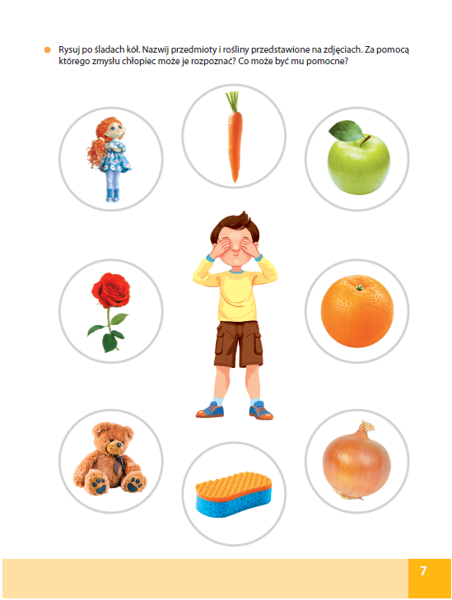 Rysuj po śladach kół. Nazwij przedmioty i rośliny przedstawione na zdjęciach. Za pomocą
którego zmysłu chłopiec może je rozpoznać? Co może być mu pomocne?
7